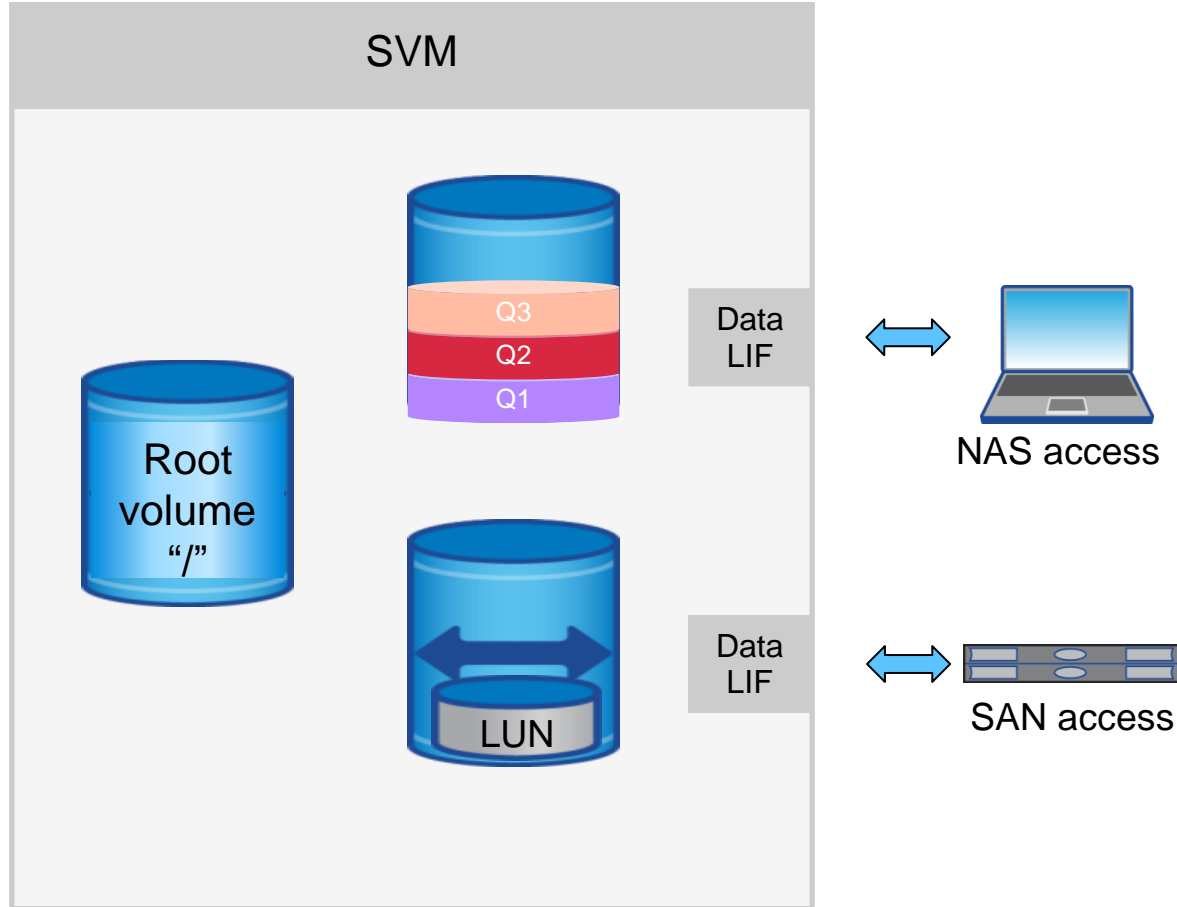 SVM
Q3
Q2
Q1
Data
LIF
NAS access
Root
volume
“/”
Data
LIF
SAN access
LUN